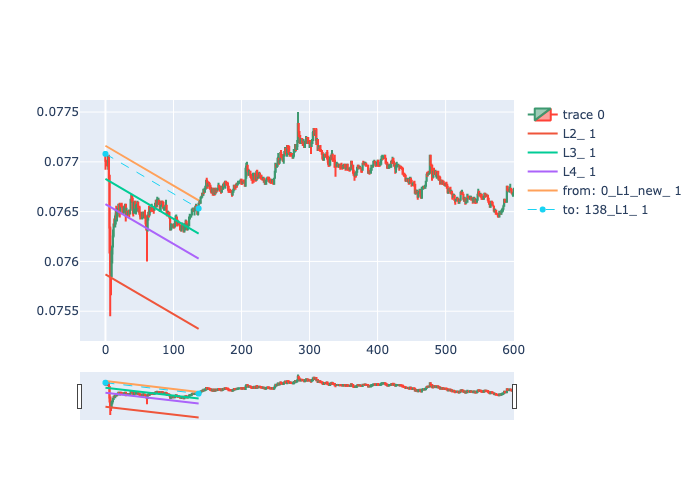 0.0775
0.077
0.0765
0.076
0.0755
0 100 200 300 400 500 600
trace 0
L2_ 1
L3_ 1
L4_ 1
from: 0_L1_new_ 1
to: 138_L1_ 1